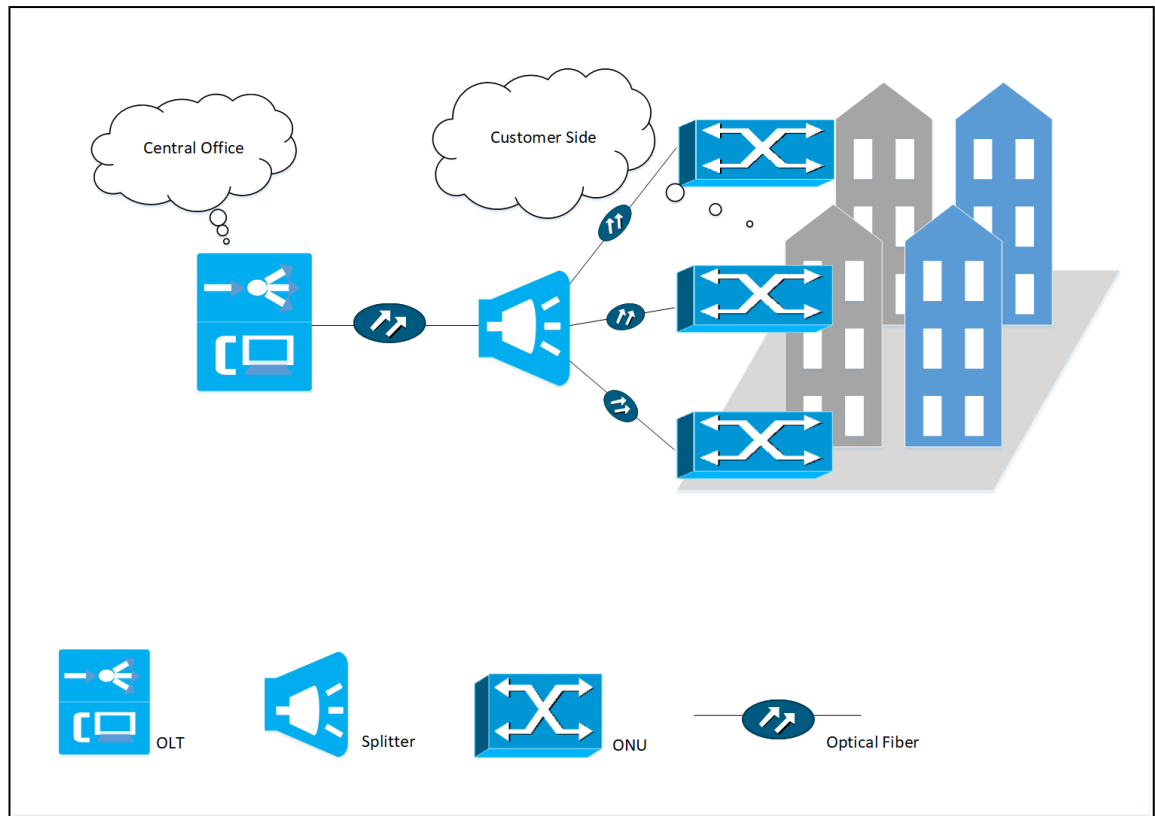 Central Office
Customer Side
OLT
Splitter
ONU
Optical Fiber